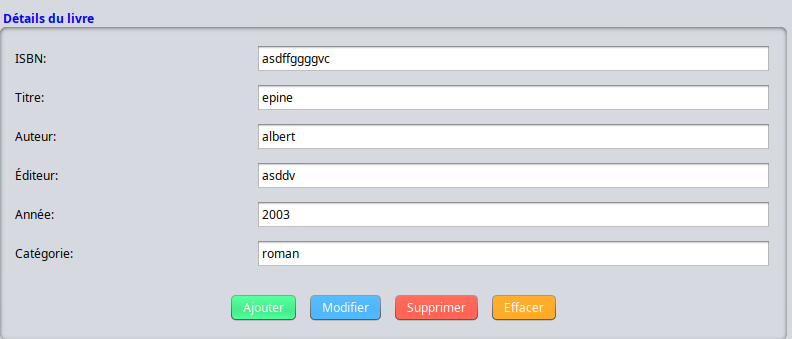 Détails du livre
ISBN: asdffggggvc
Titre: epine
Auteur: albert
Éditeur: asddv
Année: 2003
Catégorie: roman
Ajouter Modifier Supprimer Effacer